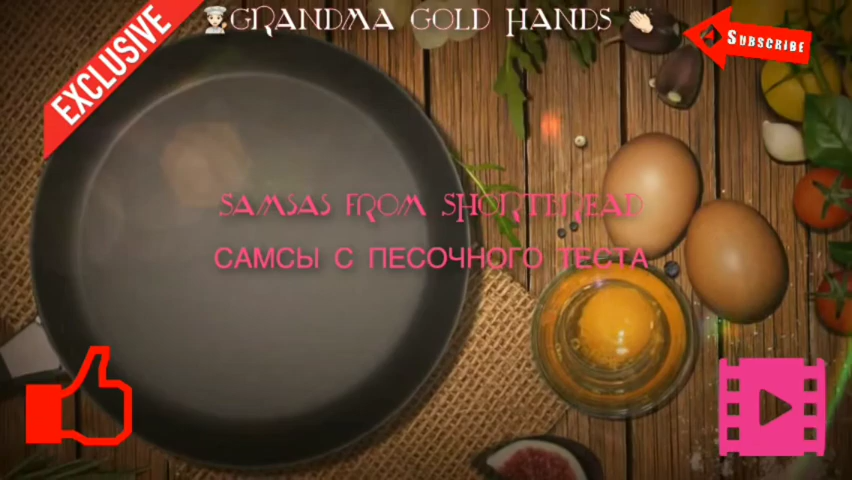 GRANDMA GOLD HANDS
EXCLUSIVE
SUBSCRIBE
SAMSAS FROM SHORTBREAD
САМСЫ С ПЕСОЧНОГО ТЕСТА